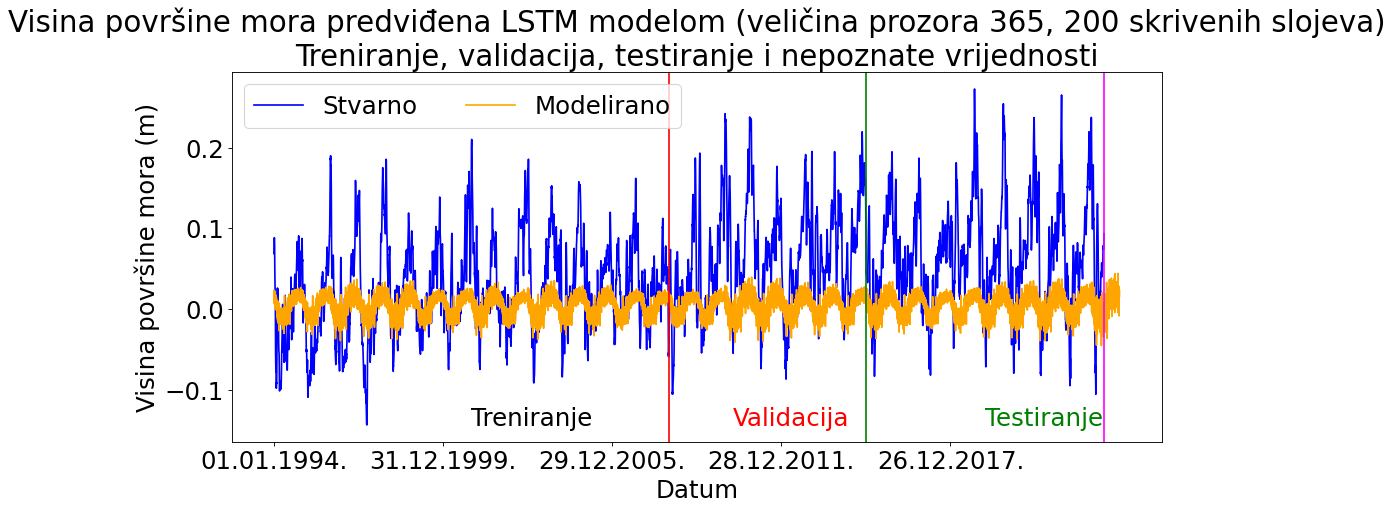 Visina površine mora predviđena LSTM modelom (veličina prozora 365, 200 skrivenih slojeva)
Treniranje, validacija, testiranje i nepoznate vrijednosti
Stvarno
Modelirano
Visina površine mora (m)
0.2
0.1
0.0
−0.1
Treniranje
Validacija
Testiranje
01.01.1994.
31.12.1999.
29.12.2005.
28.12.2011.
26.12.2017.
Datum